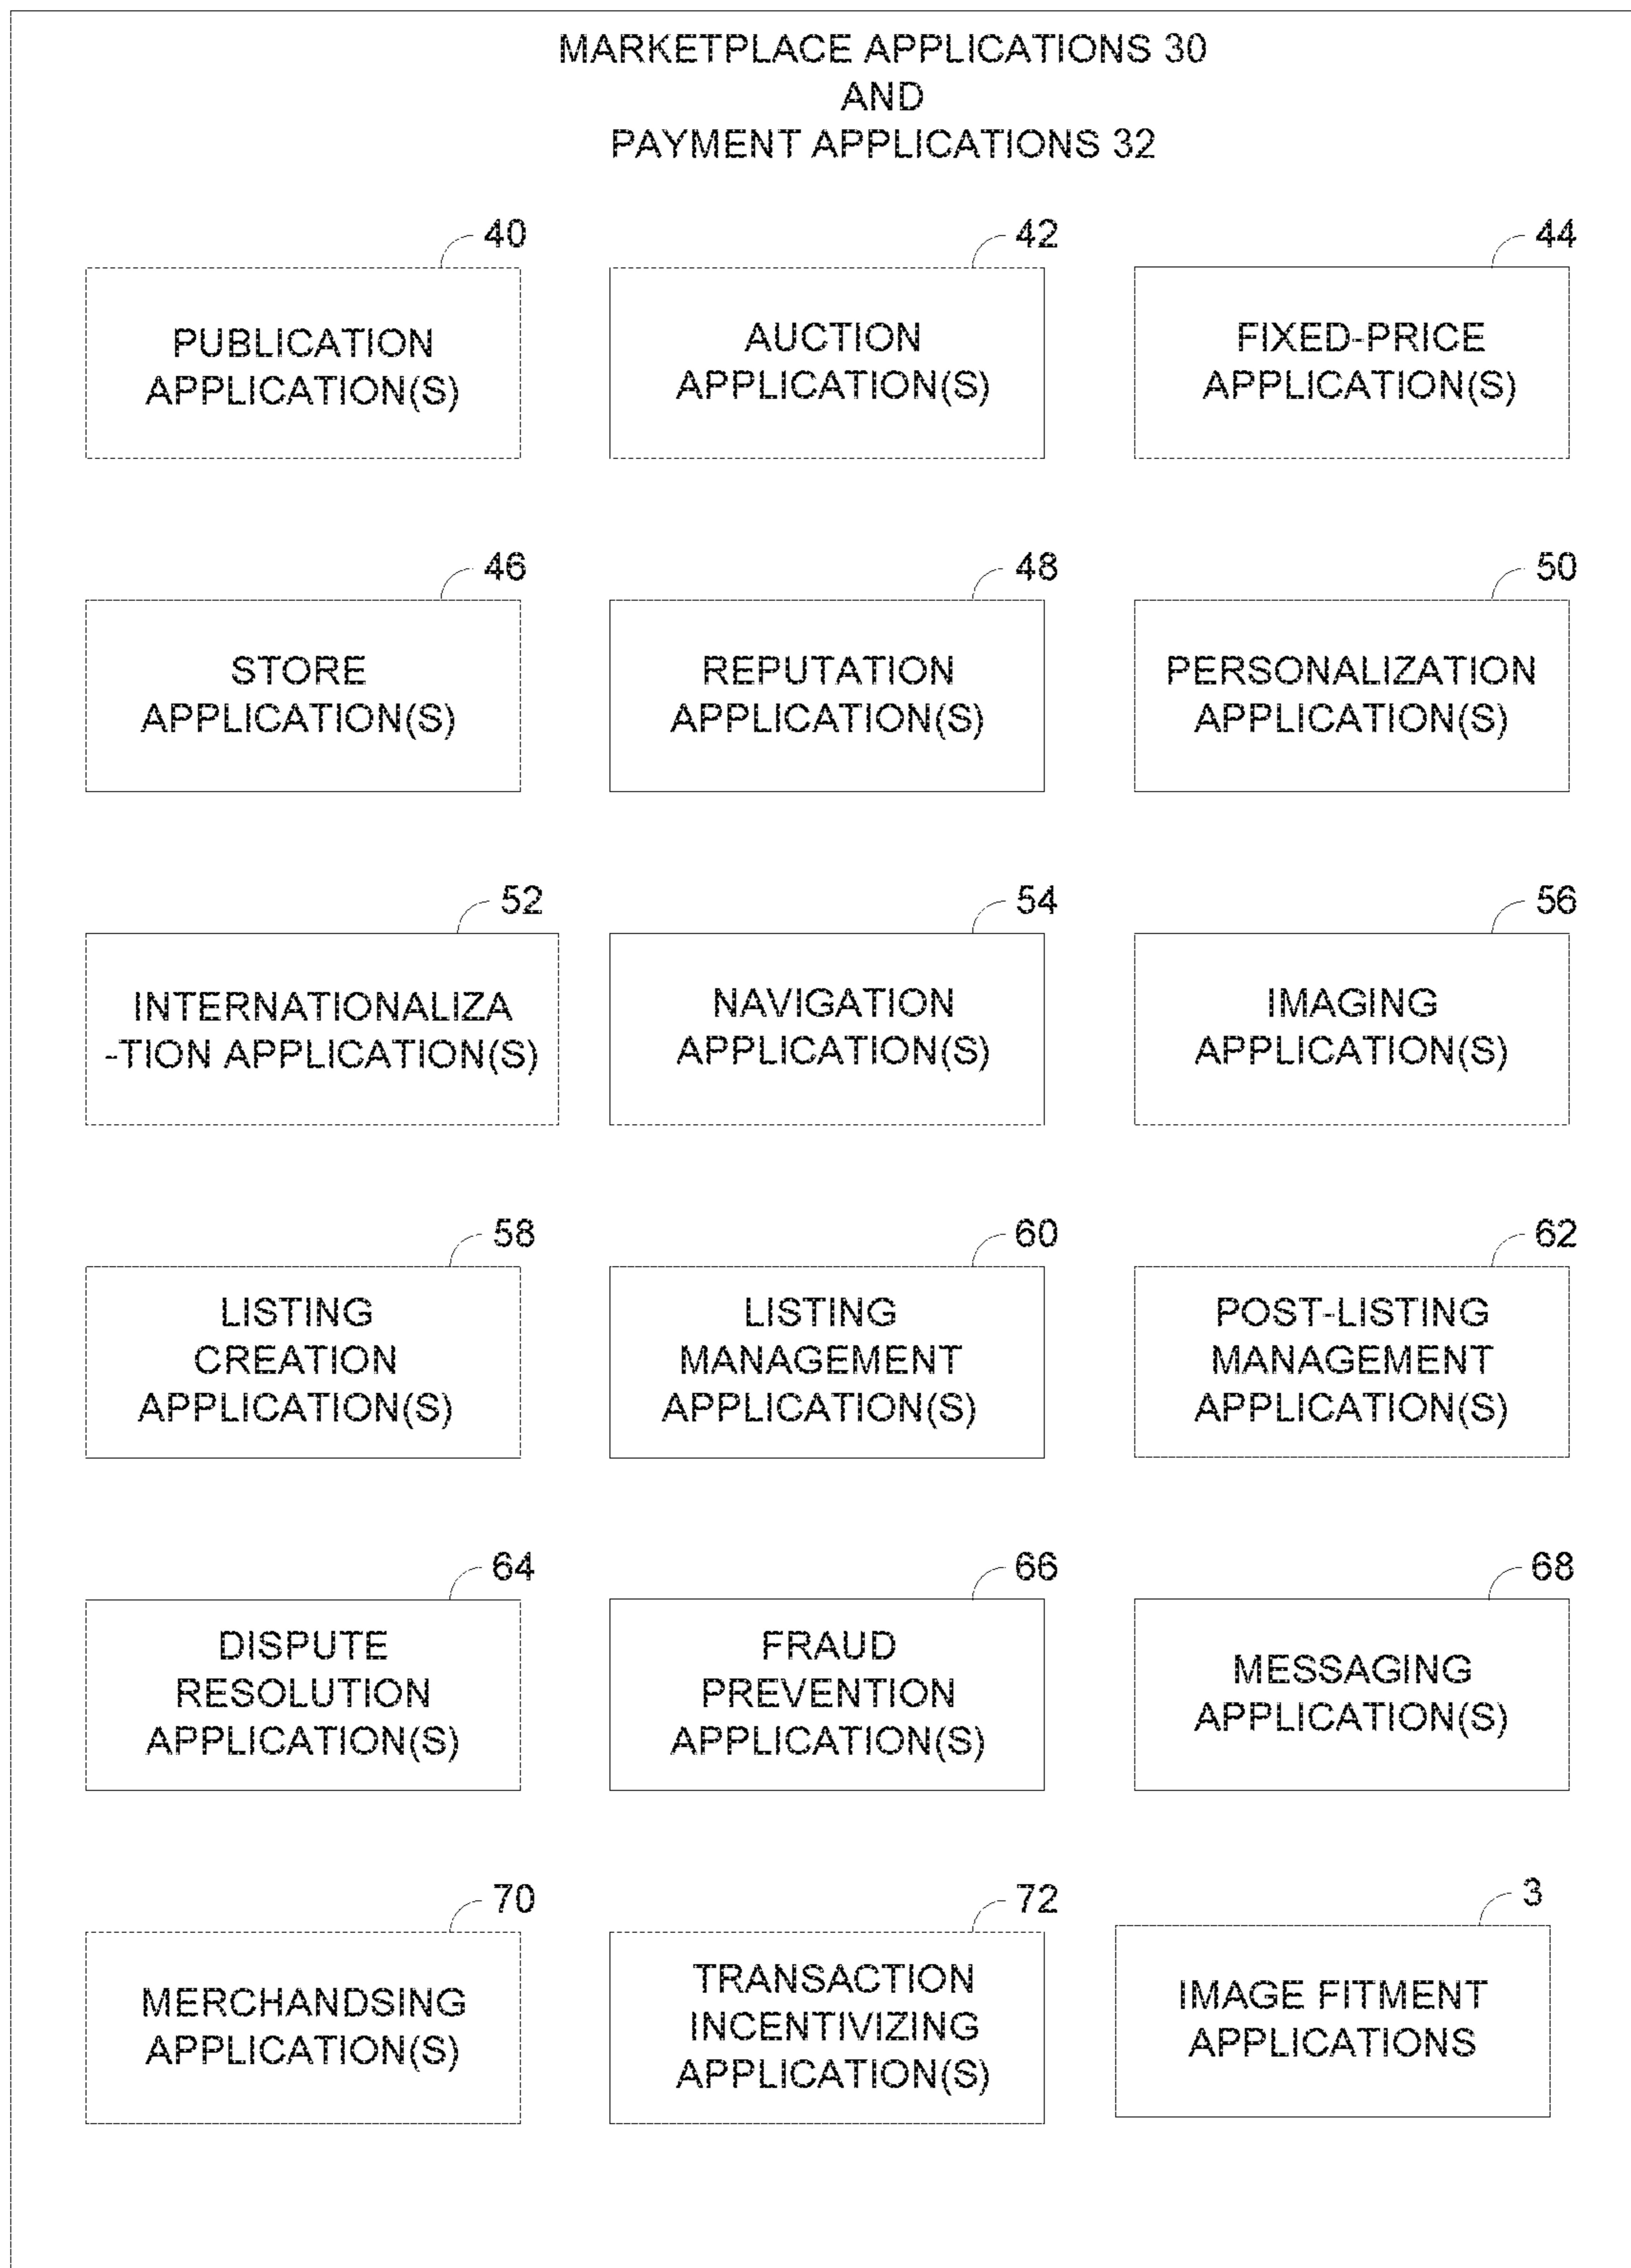 MARKETPLACE APPLICATIONS 30
AND
PAYMENT APPLICATIONS 32
40
PUBLICATION
APPLICATION(S)
42
AUCTION
APPLICATION(S)
44
FIXED-PRICE
APPLICATION(S)
46
STORE
APPLICATION(S)
48
REPUTATION
APPLICATION(S)
50
PERSONALIZATION
APPLICATION(S)
52
INTERNATIONALIZA
-TION APPLICATION(S)
54
NAVIGATION
APPLICATION(S)
56
IMAGING
APPLICATION(S)
58
LISTING
CREATION
APPLICATION(S)
60
LISTING
MANAGEMENT
APPLICATION(S)
62
POST-LISTING
MANAGEMENT
APPLICATION(S)
64
DISPUTE
RESOLUTION
APPLICATION(S)
66
FRAUD
PREVENTION
APPLICATION(S)
68
MESSAGING
APPLICATION(S)
70
MERCHANDSING
APPLICATION(S)
72
TRANSACTION
INCENTIVIZING
APPLICATION(S)
3
IMAGE FITMENT
APPLICATIONS